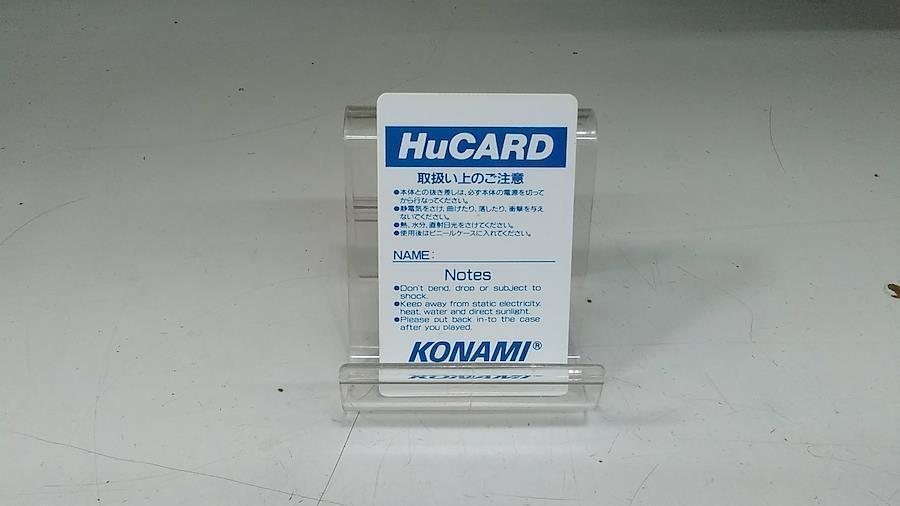 HuCARD
取扱い上のご注意
●本体との抜き差しは、必ず本体の電源を切って
から行なってください。
●静電気をさけ、曲げたり、落したり、衝撃を与え
ないでください。
●熱、水分、直射日光をさけてください。
●使用後はビニールケースに入れてください。
NAME:
Notes
●Don't bend, drop or subject to
shock.
●Keep away from static electricity,
heat, water and direct sunlight.
●Please put back in-to the case
after you played.
KONAMI®